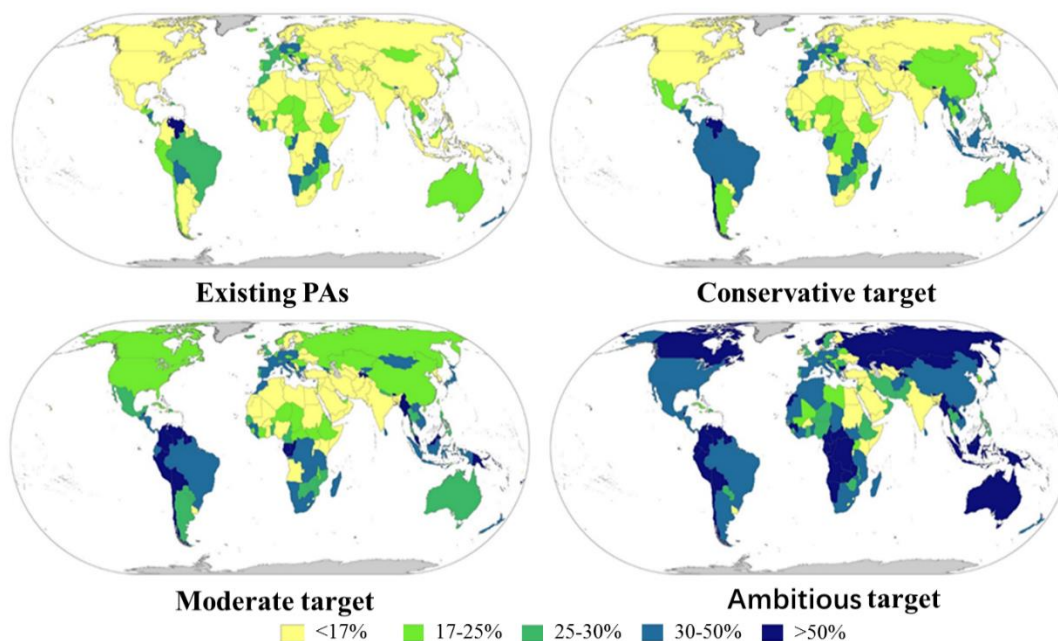 Existing PAs
Conservative target
Moderate target
Ambitious target
<17%
17-25%
25-30%
30-50%
>50%